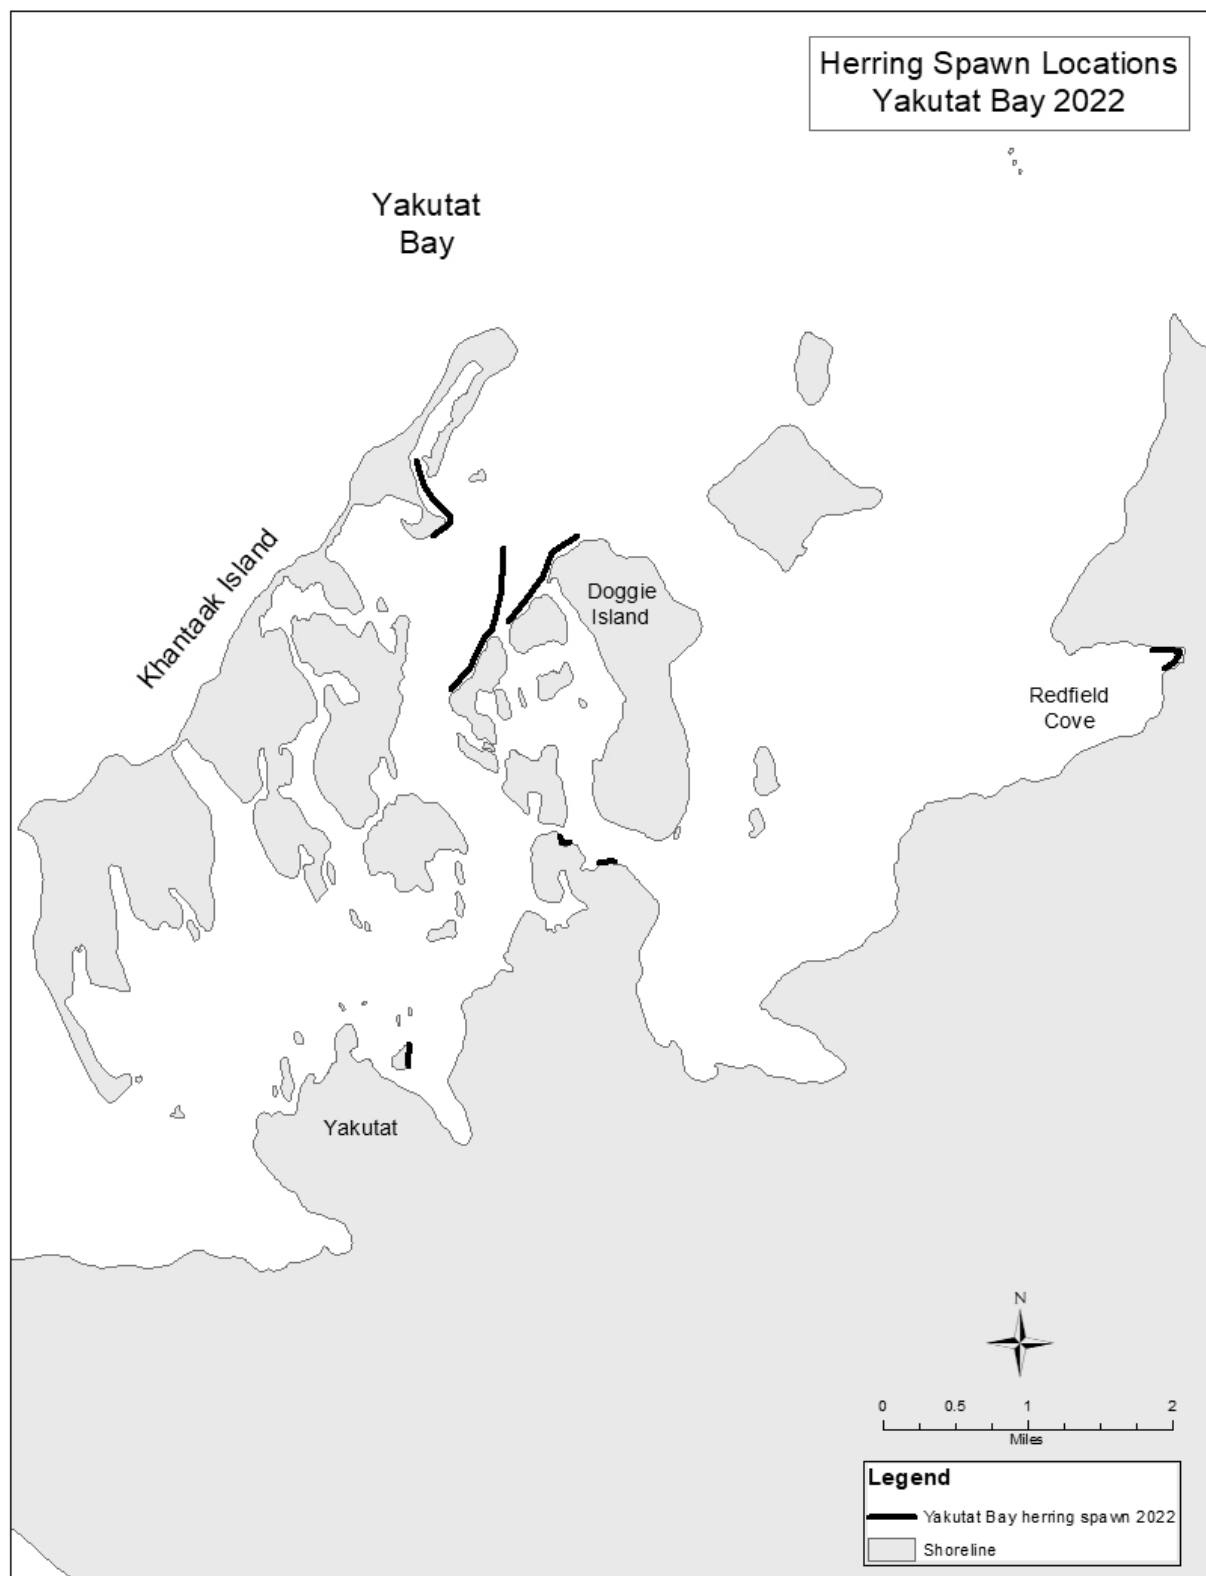 Herring Spawn Locations
Yakutat Bay 2022
Yakutat
Bay
Khantaak Island
Doggie
Island
Redfield
Cove
Yakutat
N
0 0.5 1 2
Miles
Legend
Yakutat Bay herring spawn 2022
Shoreline